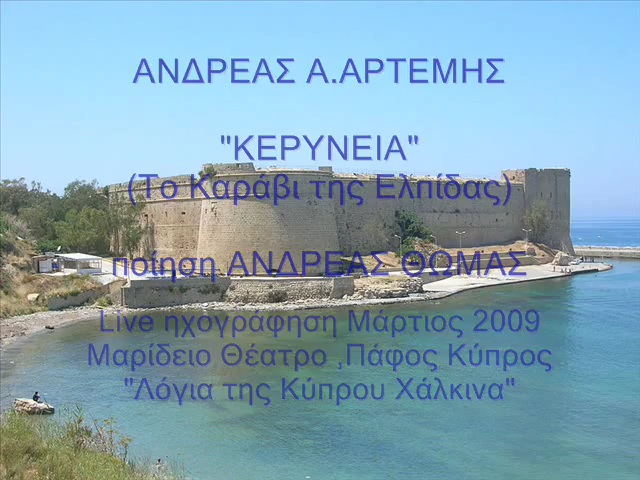 ΑΝΔΡΕΑΣ Α.ΑΡΤΕΜΗΣ
"ΚΕΡΥΝΕΙΑ"
(Το Καράβι της Ελπίδας)
ποίηση ΑΝΔΡΕΑΣ ΘΩΜΑΣ
Live ηχογράφηση Μάρτιος 2009
Μαρίδειο Θέατρο ,Πάφος Κύπρος
"Λόγια της Κύπρου Χάλκινα"